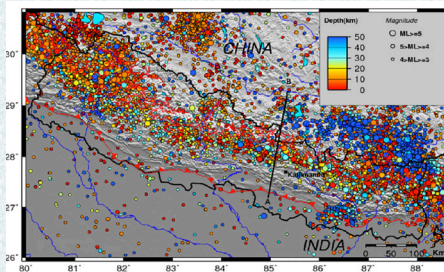 Depth(km)
50
40
30
20
10
0
Magnitude
ML>=5
5>ML>=4
4>ML>=3
CHINA
B
Kathmandu
A
INDIA
0 50 100
Km
30°
29°
28°
27°
26°
80° 81° 82° 83° 84° 85° 86° 87° 88°